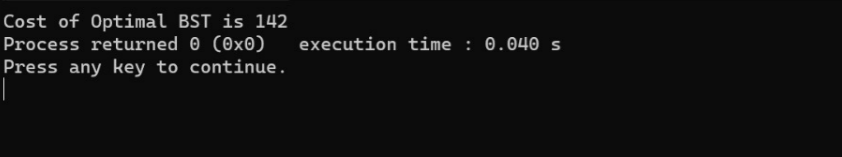 Cost of Optimal BST is 142
Process returned 0 (0x0)   execution time : 0.040 s
Press any key to continue.